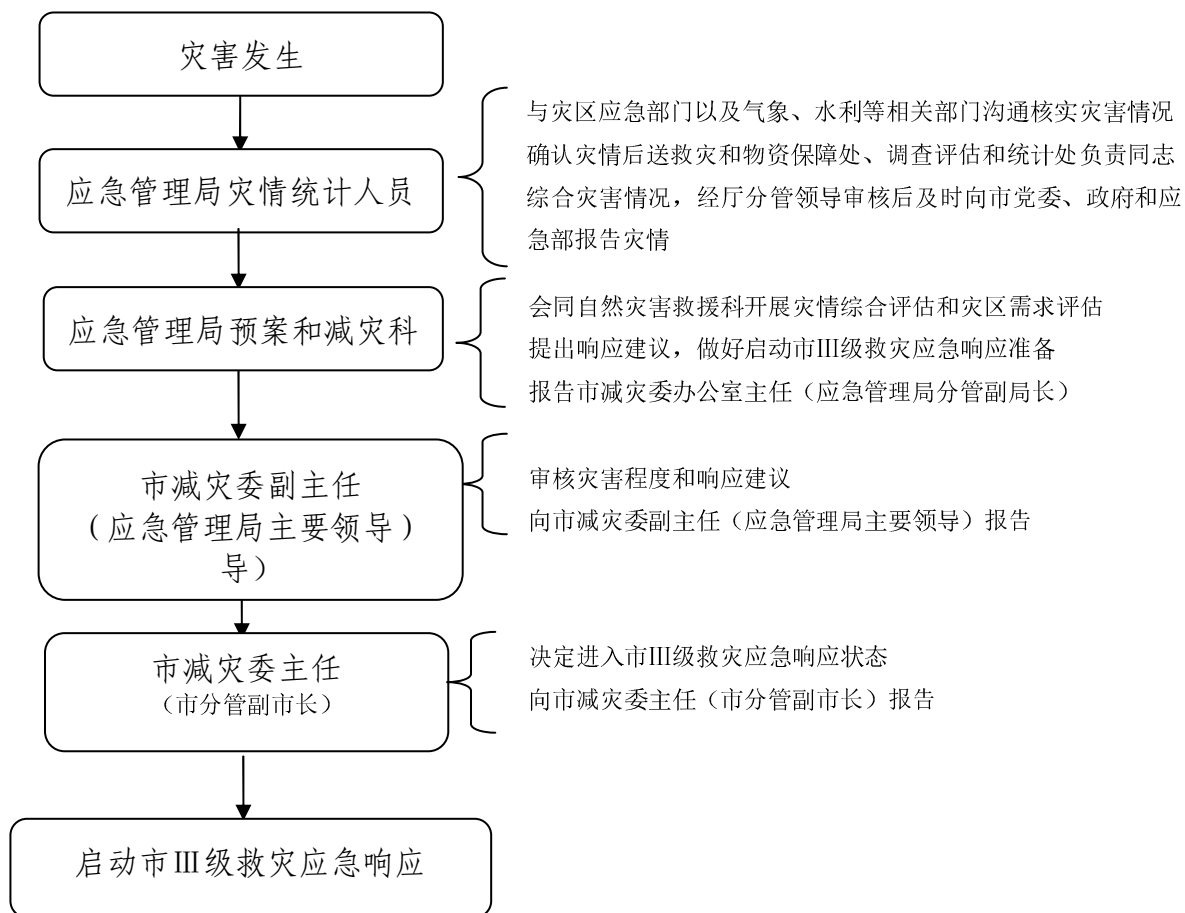 灾害发生
与灾区应急部门以及气象、水利等相关部门沟通核实灾害情况
确认灾情后送救灾和物资保障处、调查评估和统计处负责同志
综合灾害情况，经厅分管领导审核后及时向市党委、政府和应
急部报告灾情
应急管理局灾情统计人员
会同自然灾害救援科开展灾情综合评估和灾区需求评估
提出响应建议，做好启动市Ⅲ级救灾应急响应准备
报告市减灾委办公室主任（应急管理局分管副局长）
应急管理局预案和减灾科
市减灾委副主任
（应急管理局主要领导）
导）
审核灾害程度和响应建议
向市减灾委副主任（应急管理局主要领导）报告
市减灾委主任
（市分管副市长）
决定进入市Ⅲ级救灾应急响应状态
向市减灾委主任（市分管副市长）报告
启动市Ⅲ级救灾应急响应